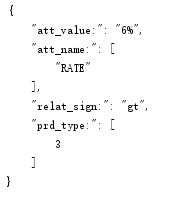 {
"att_value:": "6%",
"att_name:": [
"RATE"
],
"relat_sign:": "gt",
"prd_type:": [
3
]
}